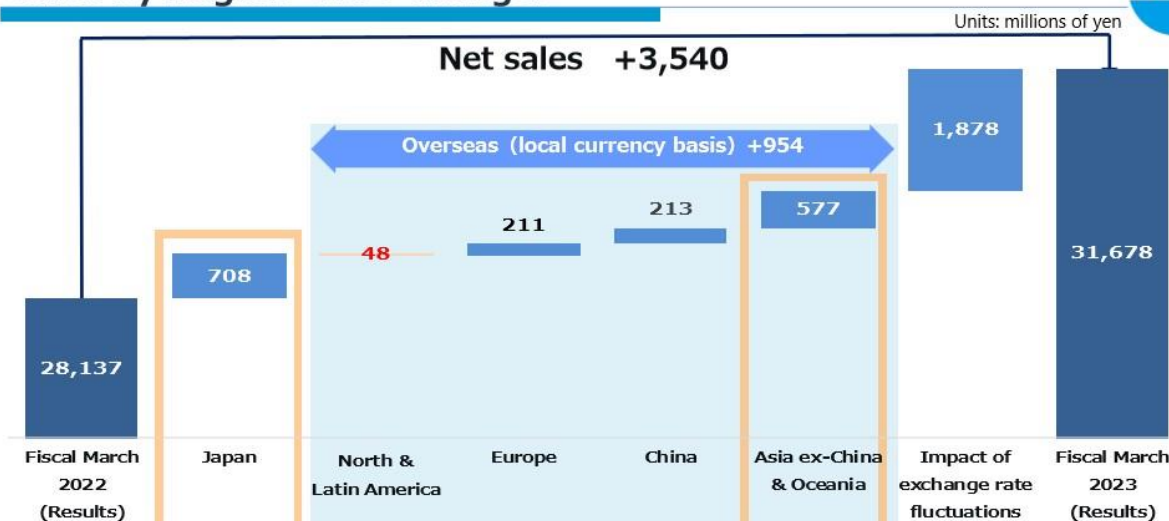 Units: millions of yen
Net sales +3,540
Overseas (local currency basis) +954
1,878
577
213
211
48
708
31,678
28,137
Fiscal March
2022
(Results)
Japan
North &
Latin America
Europe
China
Asia ex-China
& Oceania
Impact of
exchange rate
fluctuations
Fiscal March
2023
(Results)